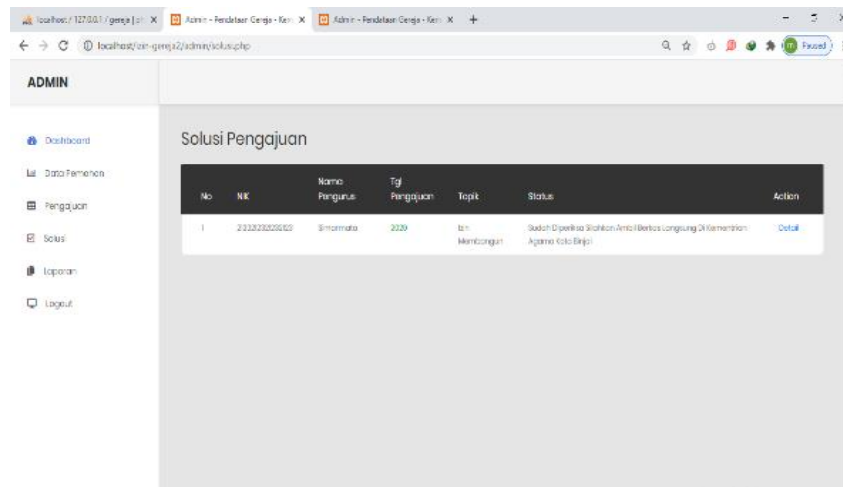 localhost / 127.0.0.1 / gereja | ph
Admin - Pendataan Gereja - Kem
Admin - Pendataan Gereja - Kem
localhost/izin-gereja2/admin/solusi.php
Paused
ADMIN
Dashboard
Data Pemohon
Pengajuan
Solusi
Laporan
Logout
Solusi Pengajuan
No NIK Nama Pengurus Tgl Pengajuan Topik Status Action
1 Simarmata 2020 Izin Membangun Sudah Diperiksa Silahkan Ambil Berkas Langsung Di Kementrian Agama Kota Binjai Detail